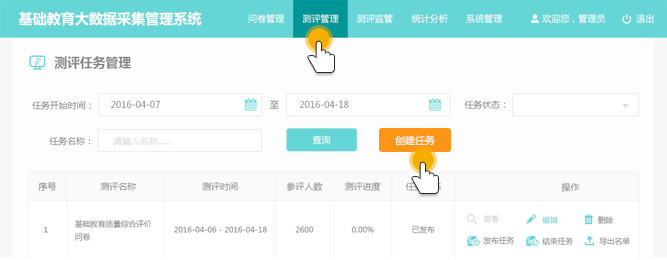 基础教育大数据采集管理系统 问卷管理 测评管理 测评监管 统计分析 系统管理 欢迎您，管理员 退出
测评任务管理
任务开始时间： 2016-04-07 至 2016-04-18 任务状态：
任务名称： 请输入名称...... 查询 创建任务
序号 测评名称 测评时间 参评人数 测评进度 操作
1 基础教育质量综合评价问卷 2016-04-06 - 2016-04-18 2600 0.00% 已发布 查看 编辑 删除
发布任务 结束任务 导出名单